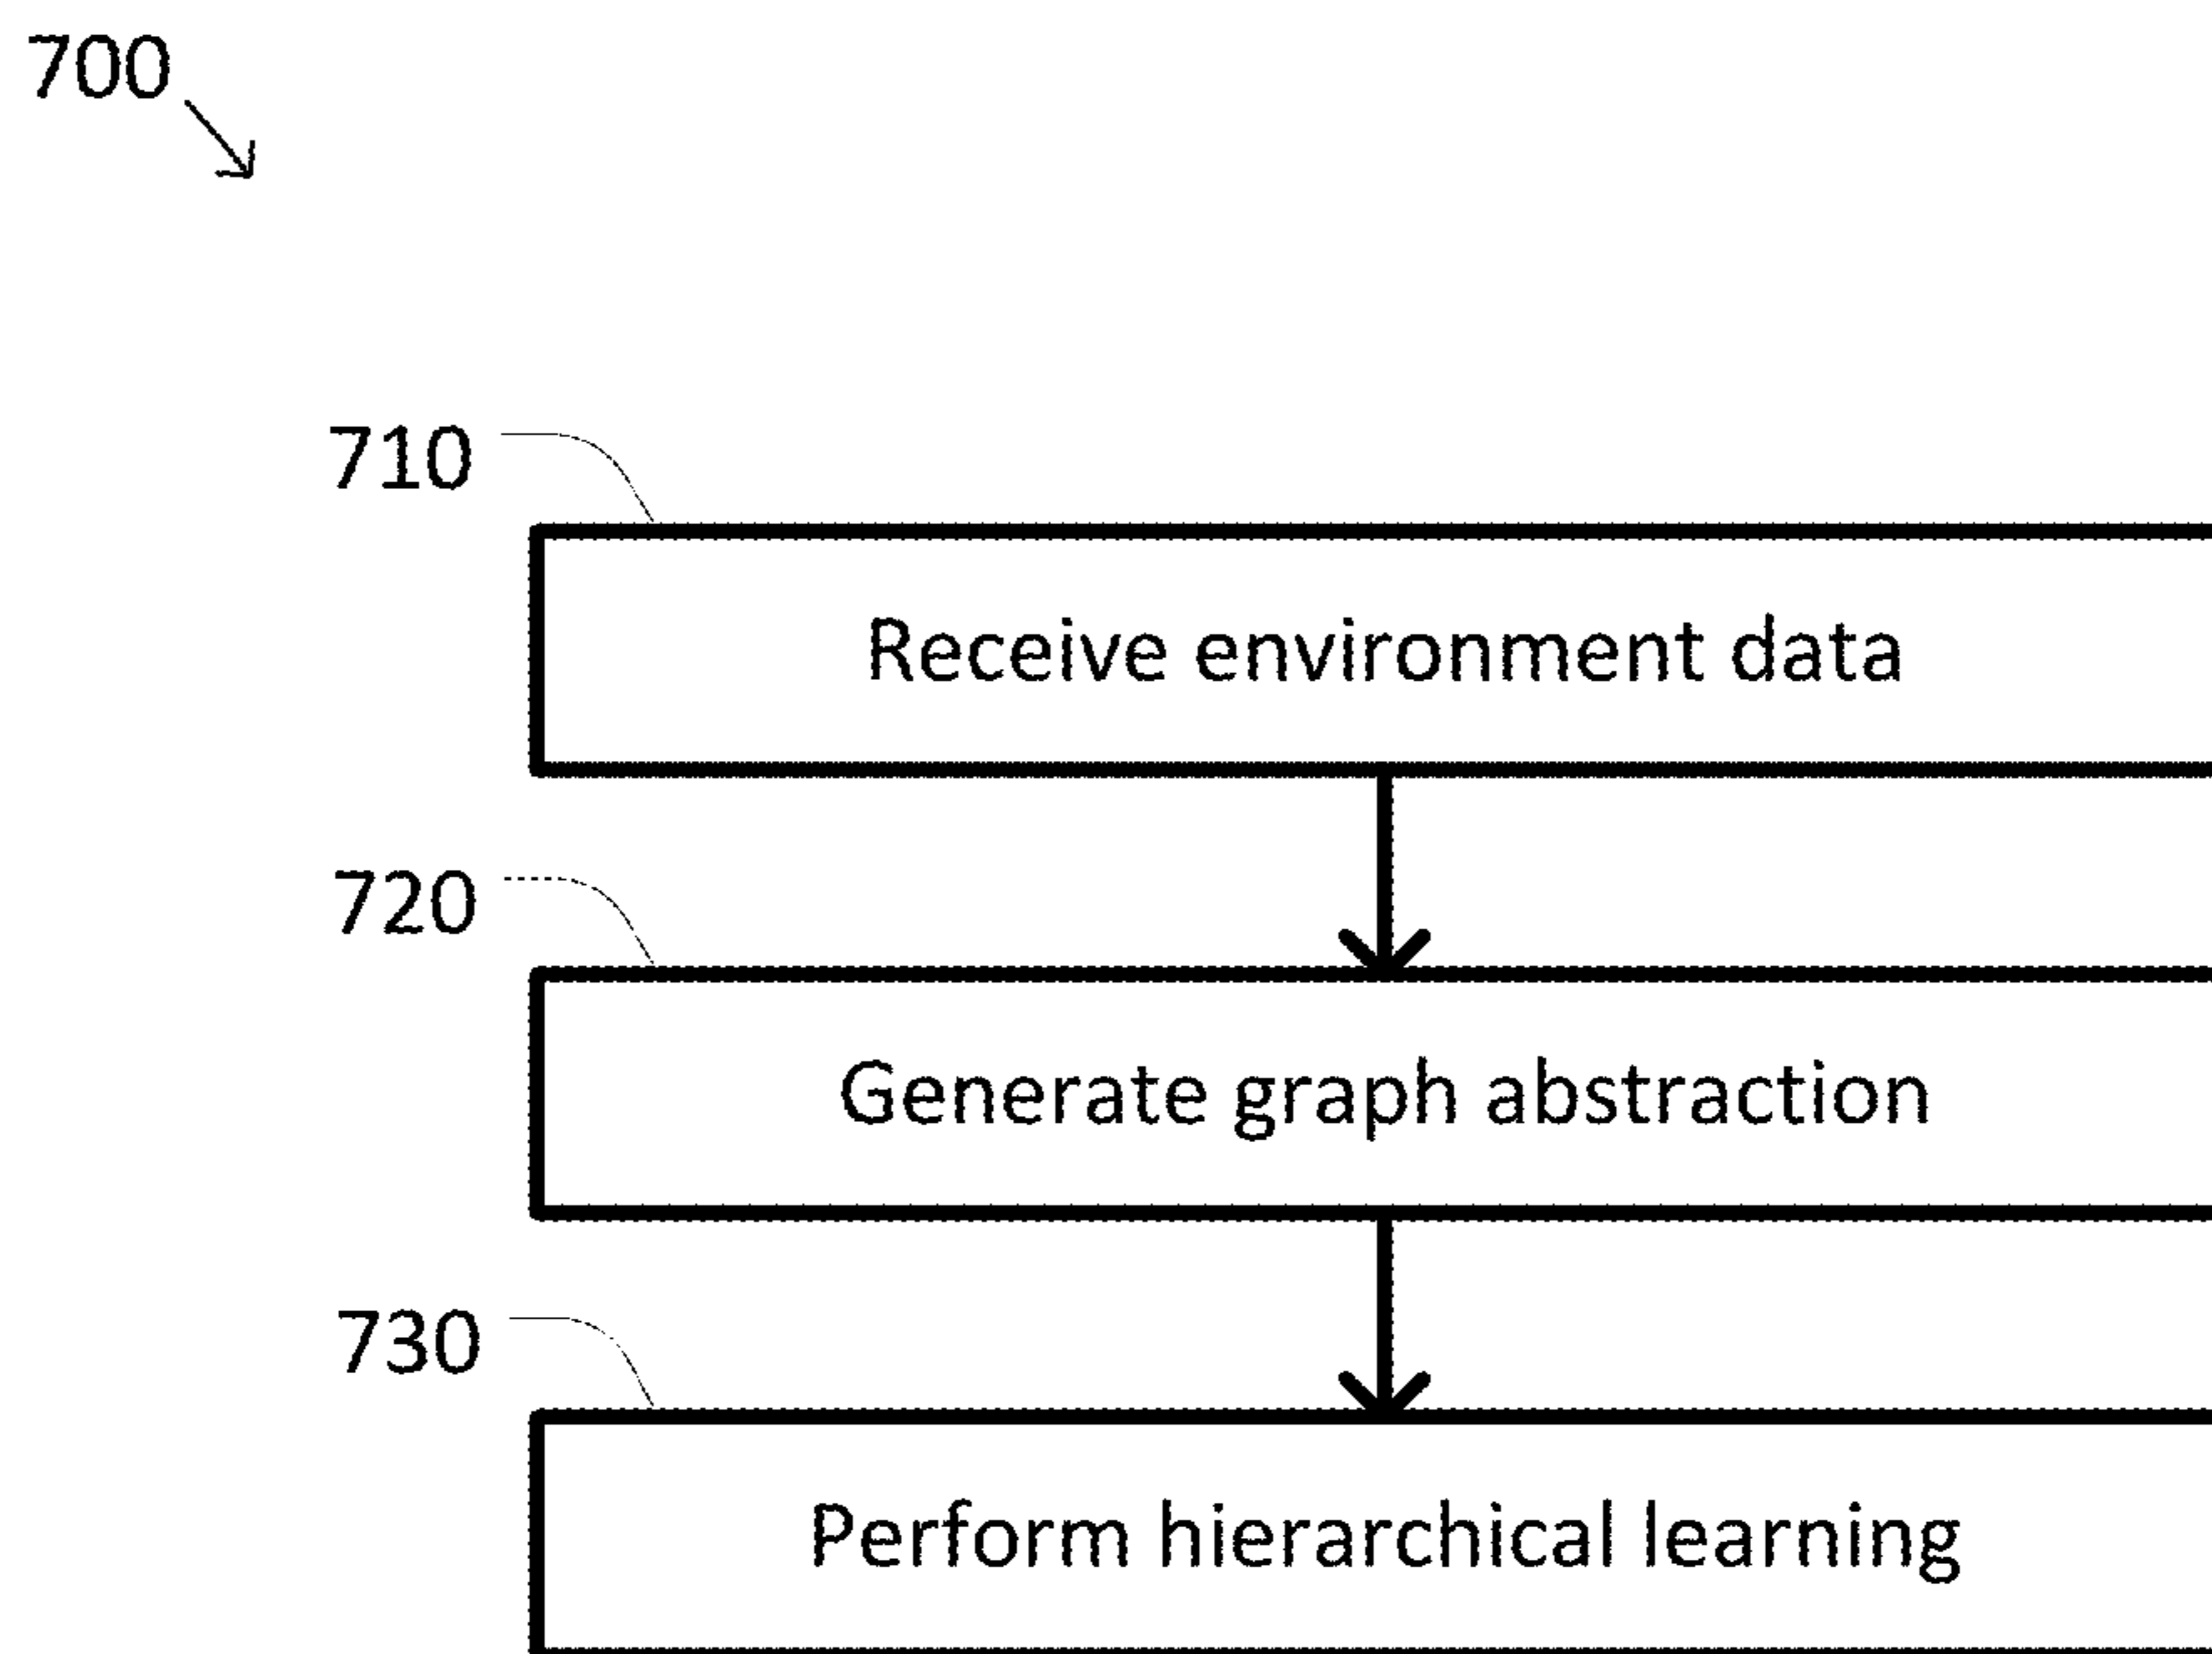 700
710
Receive environment data
720
Generate graph abstraction
730
Perform hierarchical learning